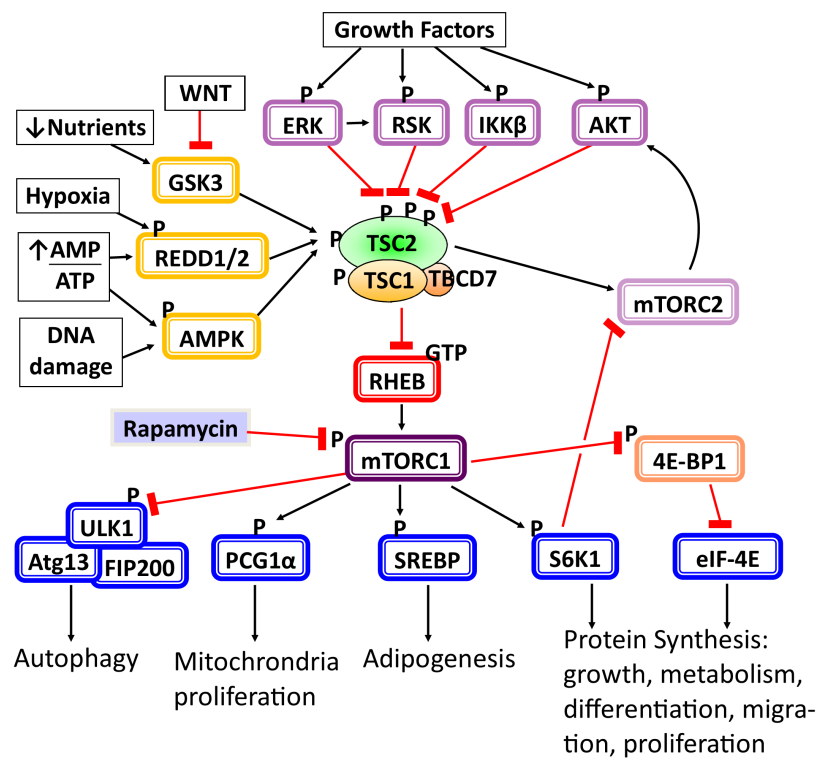 Growth Factors
WNT
P
P
P
P
ERK
RSK
IKKβ
AKT
↓Nutrients
GSK3
Hypoxia
P
REDD1/2
↑AMP
ATP
P
AMPK
DNA
damage
P
P
P
P
TSC2
P
TSC1
TBCD7
mTORC2
GTP
RHEB
Rapamycin
P
mTORC1
P
4E-BP1
P
ULK1
Atg13
FIP200
P
PCG1α
P
SREBP
P
S6K1
eIF-4E
Autophagy
Mitochrondria
proliferation
Adipogenesis
Protein Synthesis:
growth, metabolism,
differentiation, migra-
tion, proliferation